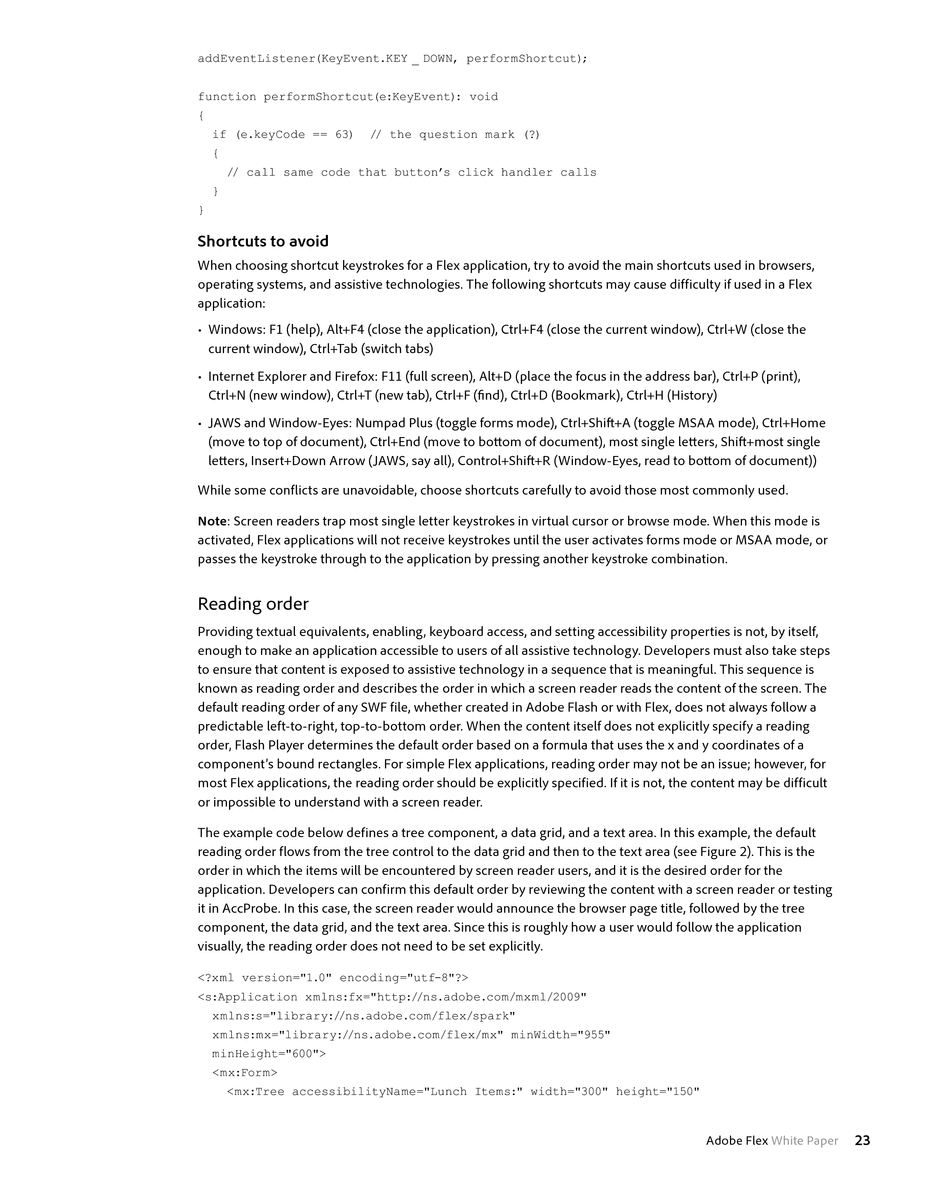 addEventListener(KeyEvent.KEY _ DOWN, performShortcut);
function performShortcut(e:KeyEvent): void
{
if (e.keyCode == 63)  // the question mark (?)
{
// call same code that button’s click handler calls
}
}
Shortcuts to avoid
When choosing shortcut keystrokes for a Flex application, try to avoid the main shortcuts used in browsers,
operating systems, and assistive technologies. The following shortcuts may cause difficulty if used in a Flex
application:
• Windows: F1 (help), Alt+F4 (close the application), Ctrl+F4 (close the current window), Ctrl+W (close the
current window), Ctrl+Tab (switch tabs)
• Internet Explorer and Firefox: F11 (full screen), Alt+D (place the focus in the address bar), Ctrl+P (print),
Ctrl+N (new window), Ctrl+T (new tab), Ctrl+F (find), Ctrl+D (Bookmark), Ctrl+H (History)
• JAWS and Window-Eyes: Numpad Plus (toggle forms mode), Ctrl+Shift+A (toggle MSAA mode), Ctrl+Home
(move to top of document), Ctrl+End (move to bottom of document), most single letters, Shift+most single
letters, Insert+Down Arrow (JAWS, say all), Control+Shift+R (Window-Eyes, read to bottom of document))
While some conflicts are unavoidable, choose shortcuts carefully to avoid those most commonly used.
Note: Screen readers trap most single letter keystrokes in virtual cursor or browse mode. When this mode is
activated, Flex applications will not receive keystrokes until the user activates forms mode or MSAA mode, or
passes the keystroke through to the application by pressing another keystroke combination.
Reading order
Providing textual equivalents, enabling, keyboard access, and setting accessibility properties is not, by itself,
enough to make an application accessible to users of all assistive technology. Developers must also take steps
to ensure that content is exposed to assistive technology in a sequence that is meaningful. This sequence is
known as reading order and describes the order in which a screen reader reads the content of the screen. The
default reading order of any SWF file, whether created in Adobe Flash or with Flex, does not always follow a
predictable left-to-right, top-to-bottom order. When the content itself does not explicitly specify a reading
order, Flash Player determines the default order based on a formula that uses the x and y coordinates of a
component’s bound rectangles. For simple Flex applications, reading order may not be an issue; however, for
most Flex applications, the reading order should be explicitly specified. If it is not, the content may be difficult
or impossible to understand with a screen reader.
The example code below defines a tree component, a data grid, and a text area. In this example, the default
reading order flows from the tree control to the data grid and then to the text area (see Figure 2). This is the
order in which the items will be encountered by screen reader users, and it is the desired order for the
application. Developers can confirm this default order by reviewing the content with a screen reader or testing
it in AccProbe. In this case, the screen reader would announce the browser page title, followed by the tree
component, the data grid, and the text area. Since this is roughly how a user would follow the application
visually, the reading order does not need to be set explicitly.
<?xml version="1.0" encoding="utf-8"?>
<s:Application xmlns:fx="http://ns.adobe.com/mxml/2009"
xmlns:s="library://ns.adobe.com/flex/spark"
xmlns:mx="library://ns.adobe.com/flex/mx" minWidth="955"
minHeight="600">
<mx:Form>
<mx:Tree accessibilityName="Lunch Items:" width="300" height="150"
Adobe Flex White Paper 23